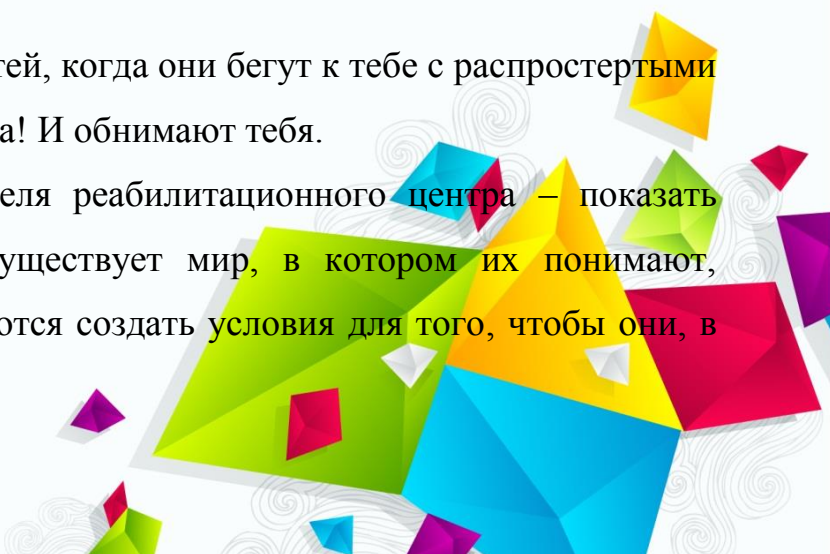 тей, когда они бегут к тебе с распростертыми
а! И обнимают тебя.
еля реабилитационного центра – показать
уществует мир, в котором их понимают,
ются создать условия для того, чтобы они, в